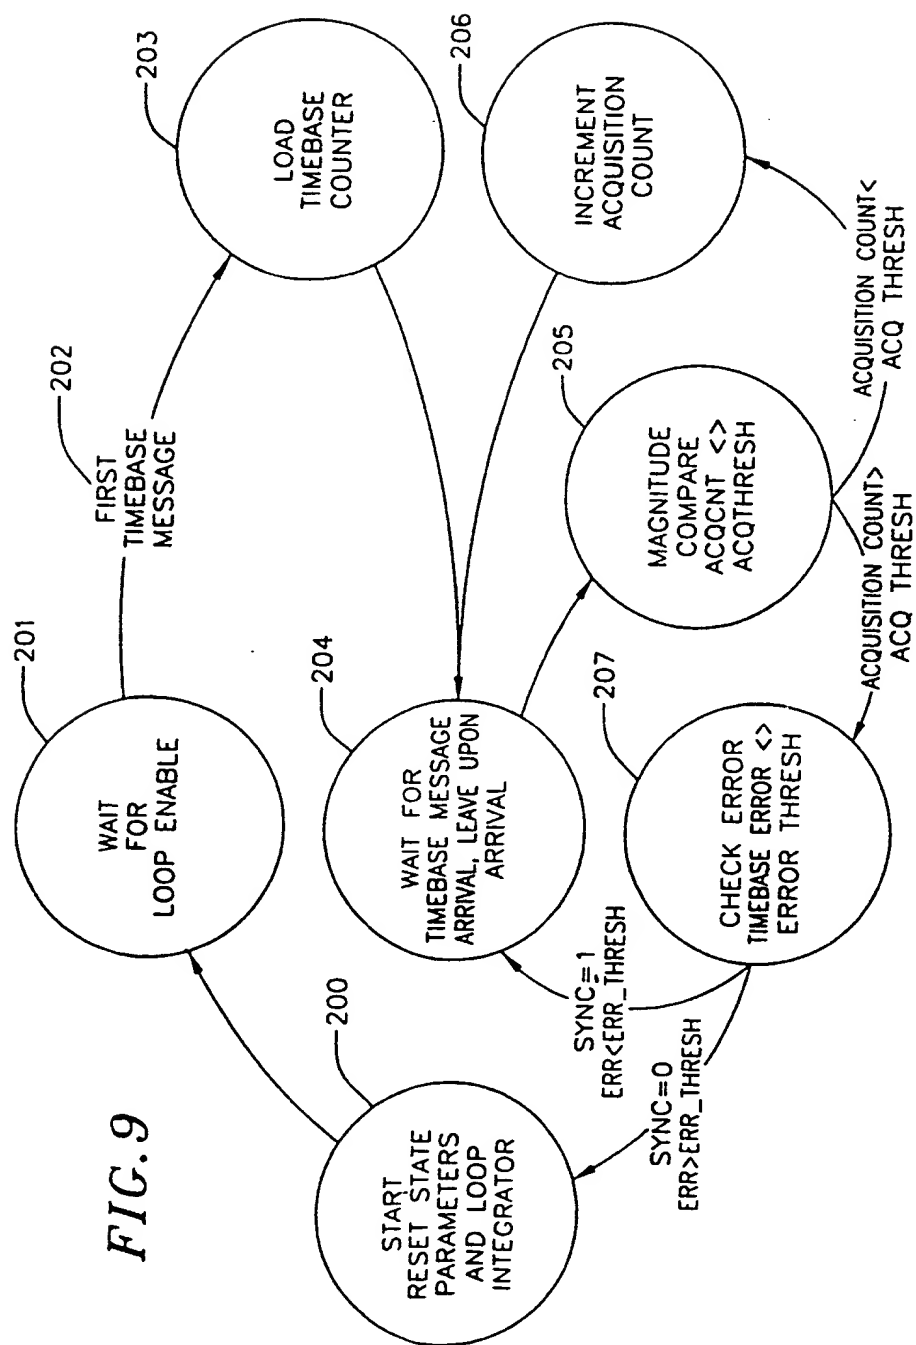 FIG. 9
200
START
RESET STATE
PARAMETERS
AND LOOP
INTEGRATOR
201
WAIT
FOR
LOOP ENABLE
202
FIRST
TIMEBASE
MESSAGE
203
LOAD
TIMEBASE
COUNTER
204
WAIT FOR
TIMEBASE MESSAGE
ARRIVAL, LEAVE UPON
ARRIVAL
205
MAGNITUDE
COMPARE
ACQCNT <>
ACQTHRESH
206
INCREMENT
ACQUISITION
COUNT
ACQUISITION COUNT<
ACQ THRESH
ACQUISITION COUNT>
ACQ THRESH
207
CHECK ERROR
TIMEBASE ERROR <>
ERROR THRESH
SYNC=1
ERR<ERR_THRESH
SYNC=0
ERR>ERR_THRESH